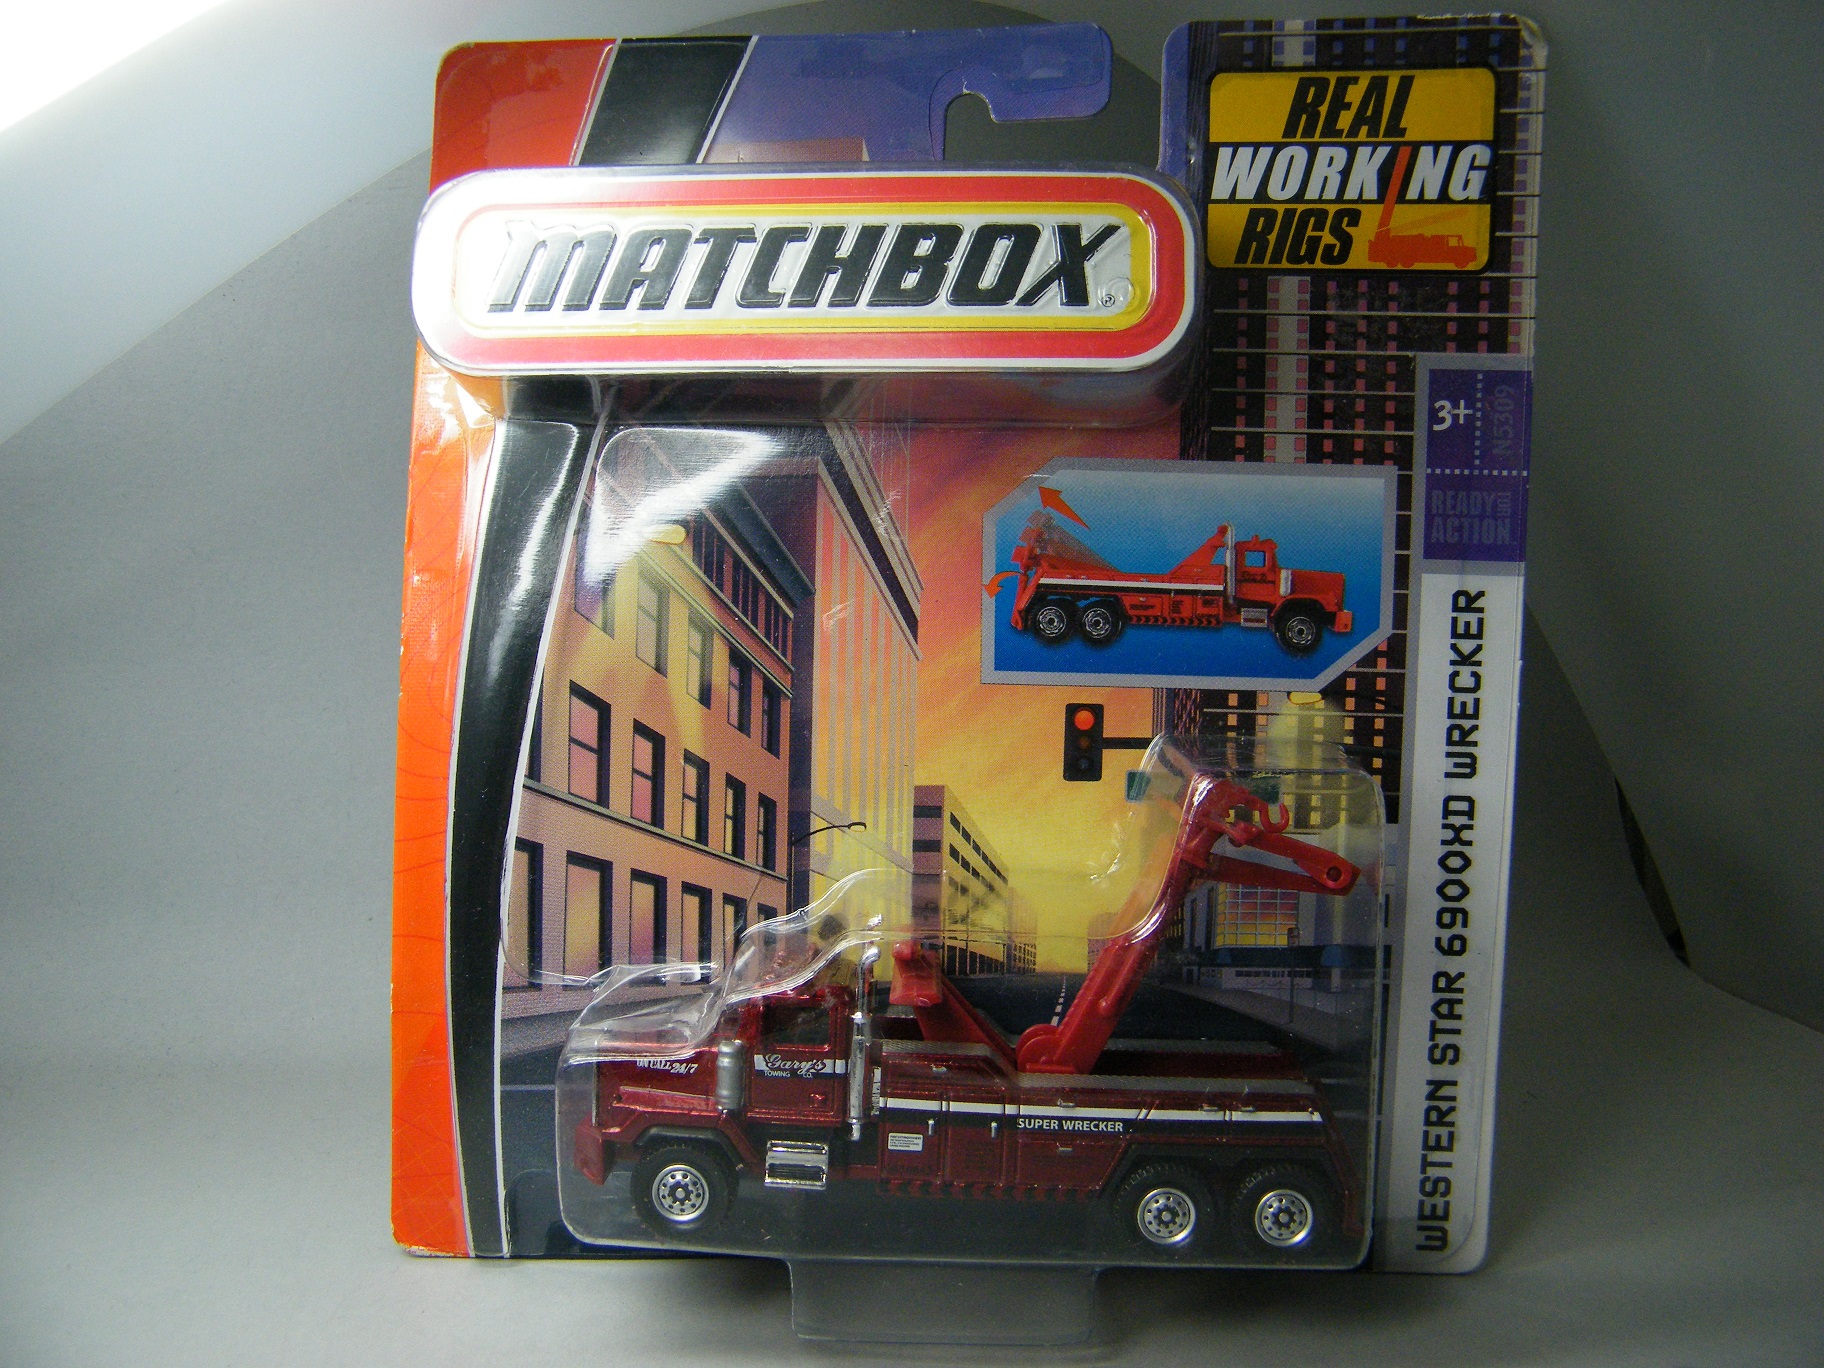 REAL
WORKING
RIGS
MATCHBOX®
3+
N5309
READY FOR
ACTION
WESTERN STAR 6900XD WRECKER
ON CALL 24/7
Gary's
TOWING CO.
SUPER WRECKER